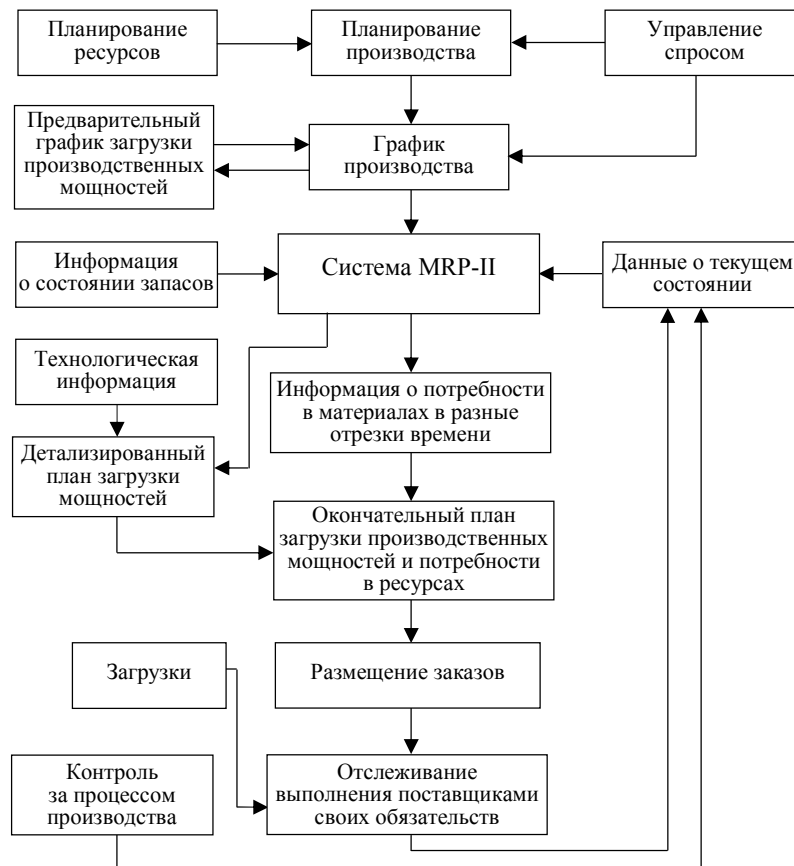 Планирование
ресурсов
Планирование
производства
Управление
спросом
Предварительный
график загрузки
производственных
мощностей
График
производства
Информация
о состоянии запасов
Система MRP-II
Данные о текущем
состоянии
Технологическая
информация
Информация о потребности
в материалах в разные
отрезки времени
Детализированный
план загрузки
мощностей
Окончательный план
загрузки производственных
мощностей и потребности
в ресурсах
Загрузки
Размещение заказов
Контроль
за процессом
производства
Отслеживание
выполнения поставщиками
своих обязательств